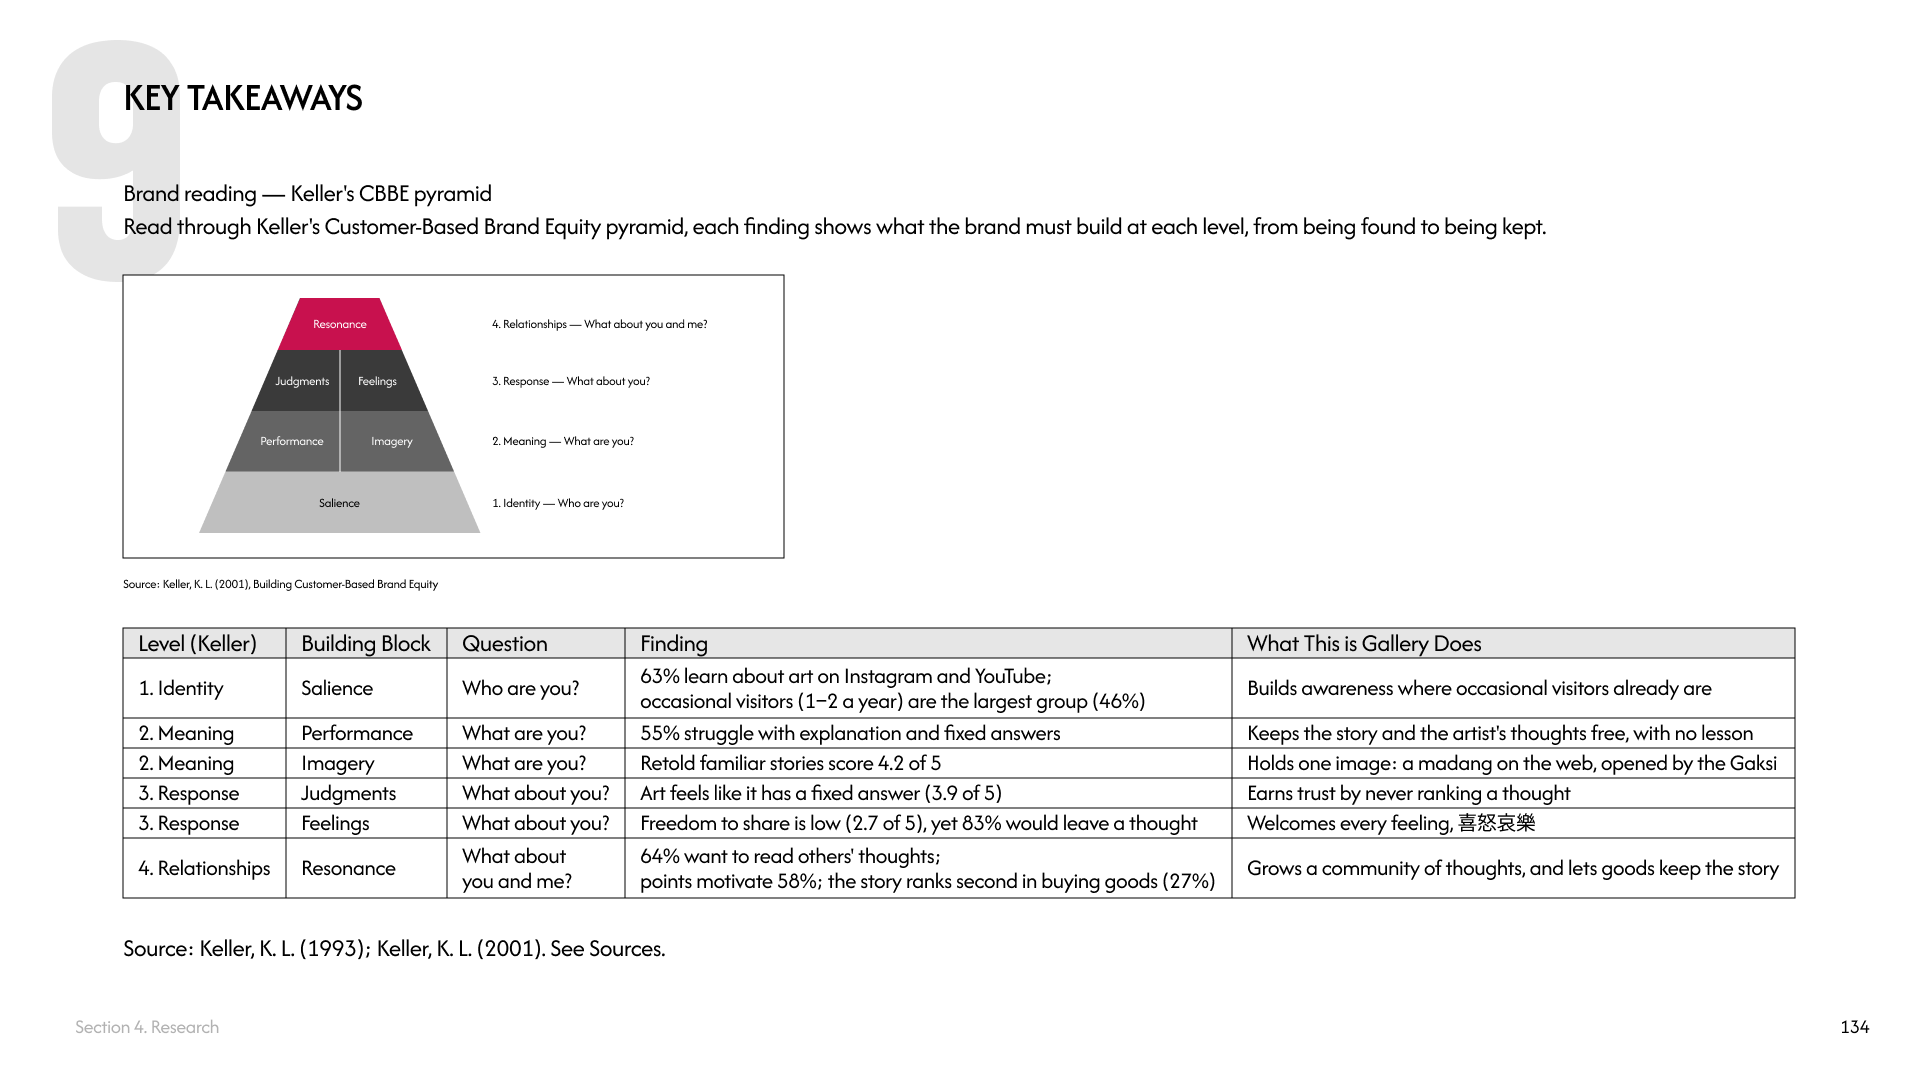 9
KEY TAKEAWAYS
Brand reading — Keller's CBBE pyramid
Read through Keller's Customer-Based Brand Equity pyramid, each finding shows what the brand must build at each level, from being found to being kept.
Resonance
4. Relationships — What about you and me?
Judgments Feelings
3. Response — What about you?
Performance Imagery
2. Meaning — What are you?
Salience
1. Identity — Who are you?
Source: Keller, K. L. (2001), Building Customer-Based Brand Equity
Level (Keller) Building Block Question Finding What This is Gallery Does
1. Identity Salience Who are you? 63% learn about art on Instagram and YouTube;
occasional visitors (1–2 a year) are the largest group (46%) Builds awareness where occasional visitors already are
2. Meaning Performance What are you? 55% struggle with explanation and fixed answers Keeps the story and the artist's thoughts free, with no lesson
2. Meaning Imagery What are you? Retold familiar stories score 4.2 of 5 Holds one image: a madang on the web, opened by the Gaksi
3. Response Judgments What about you? Art feels like it has a fixed answer (3.9 of 5) Earns trust by never ranking a thought
3. Response Feelings What about you? Freedom to share is low (2.7 of 5), yet 83% would leave a thought Welcomes every feeling, 喜怒哀樂
4. Relationships Resonance What about
you and me? 64% want to read others' thoughts;
points motivate 58%; the story ranks second in buying goods (27%) Grows a community of thoughts, and lets goods keep the story
Source: Keller, K. L. (1993); Keller, K. L. (2001). See Sources.
Section 4. Research
134